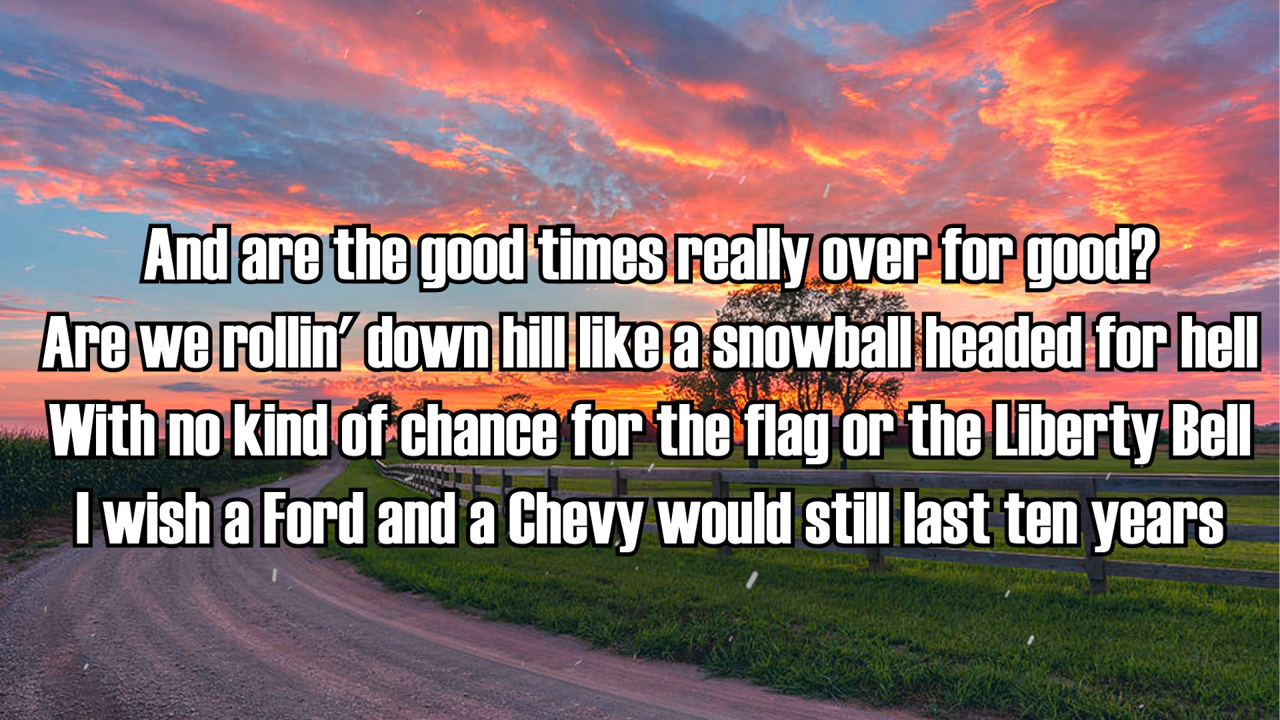 And are the good times really over for good?
Are we rollin' down hill like a snowball headed for hell
With no kind of chance for the flag or the Liberty Bell
I wish a Ford and a Chevy would still last ten years